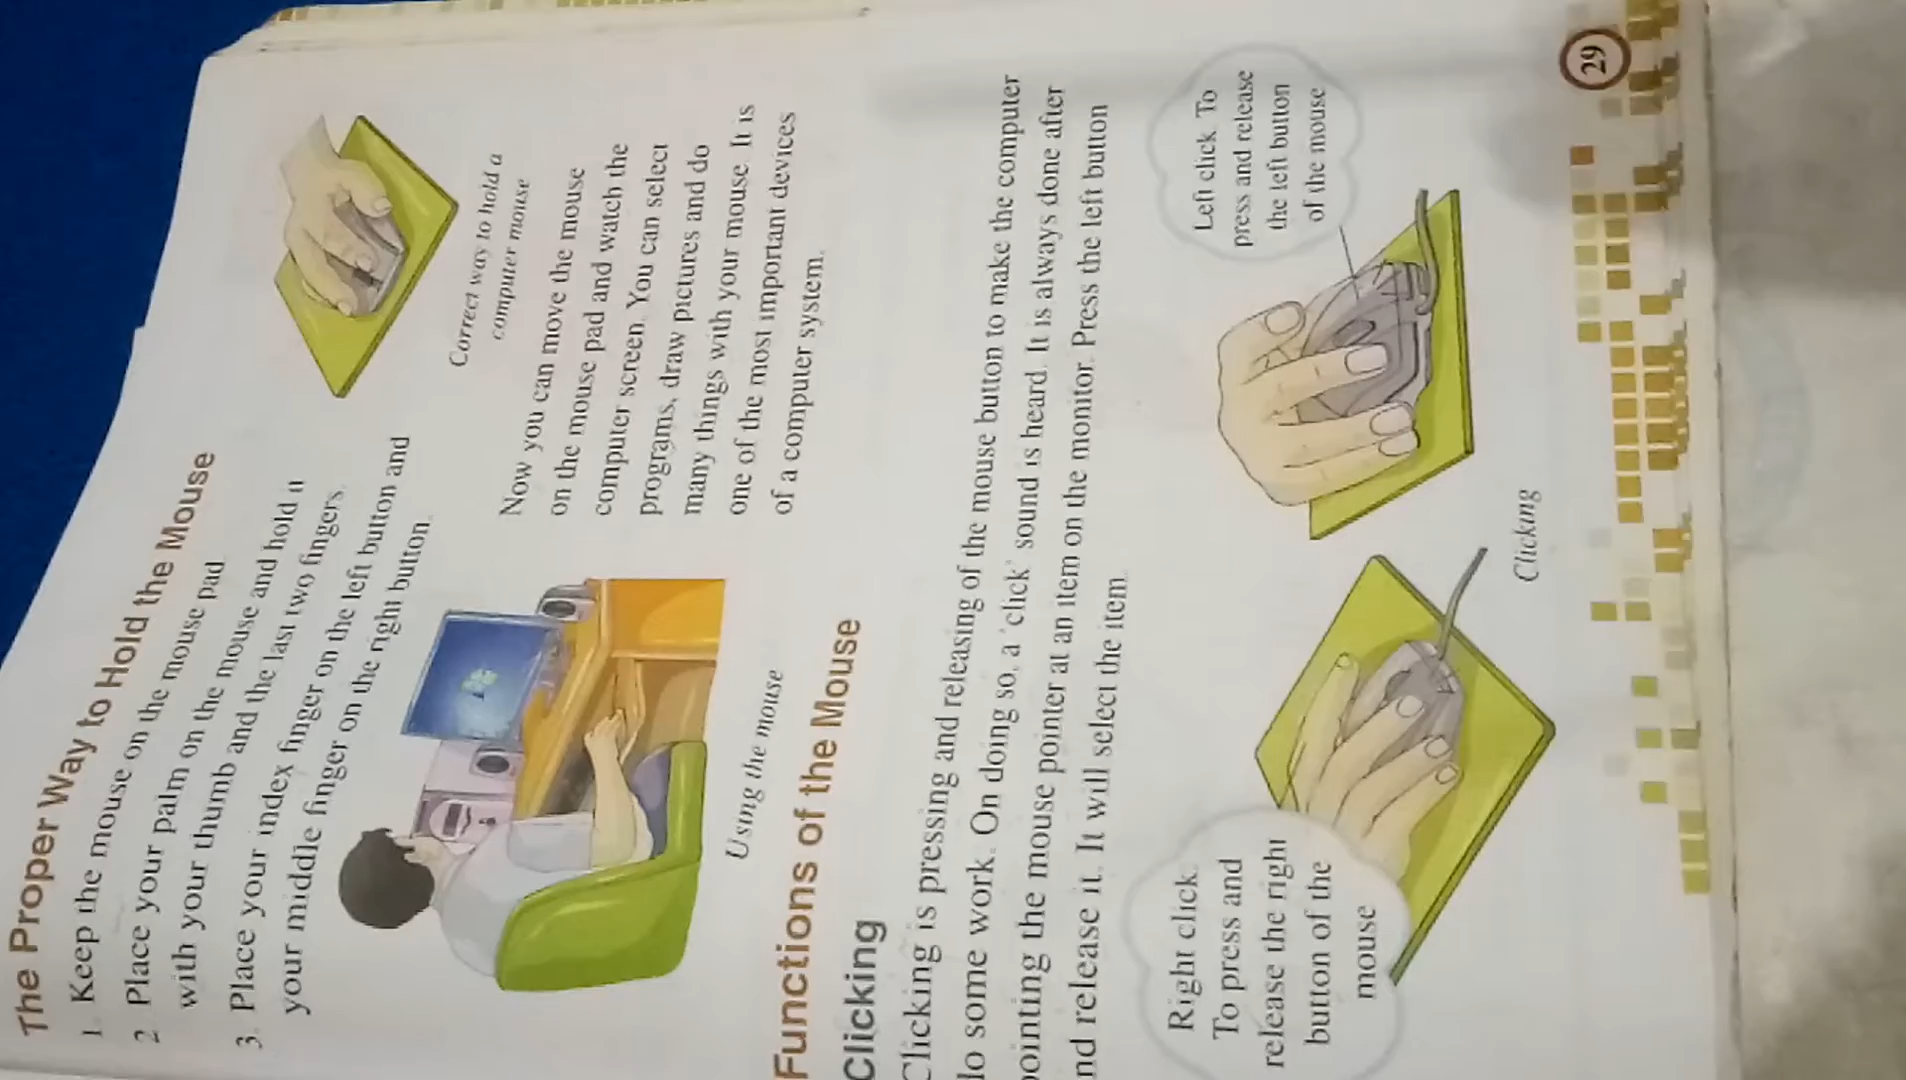 The Proper Way to Hold the Mouse
1. Keep the mouse on the mouse pad.
2. Place your palm on the mouse and hold it
with your thumb and the last two fingers.
3. Place your index finger on the left button and
your middle finger on the right button.
Correct way to hold a
computer mouse
Using the mouse
Now you can move the mouse
on the mouse pad and watch the
computer screen. You can select
programs, draw pictures and do
many things with your mouse. It is
one of the most important devices
of a computer system.
Functions of the Mouse
Clicking
Clicking is pressing and releasing of the mouse button to make the computer
do some work. On doing so, a 'click' sound is heard. It is always done after
pointing the mouse pointer at an item on the monitor. Press the left button
and release it. It will select the item.
Right click:
To press and
release the right
button of the
mouse
Left click: To
press and release
the left button
of the mouse
Clicking
29